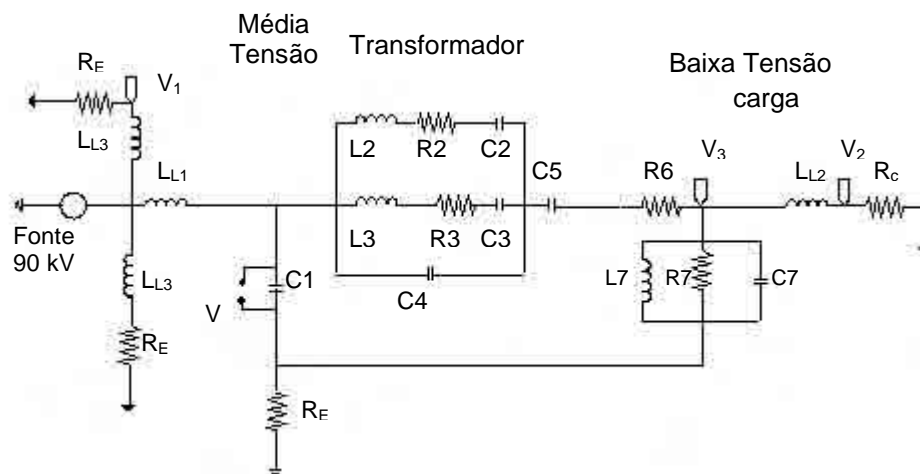 Média
Tensão
Transformador
Baixa Tensão
carga
R_E
V_1
L_L3
L_L1
Fonte
90 kV
L_L3
R_E
V
C1
R_E
L2
R2
C2
L3
R3
C3
C4
C5
R6
V_3
L_L2
V_2
R_c
L7
R7
C7